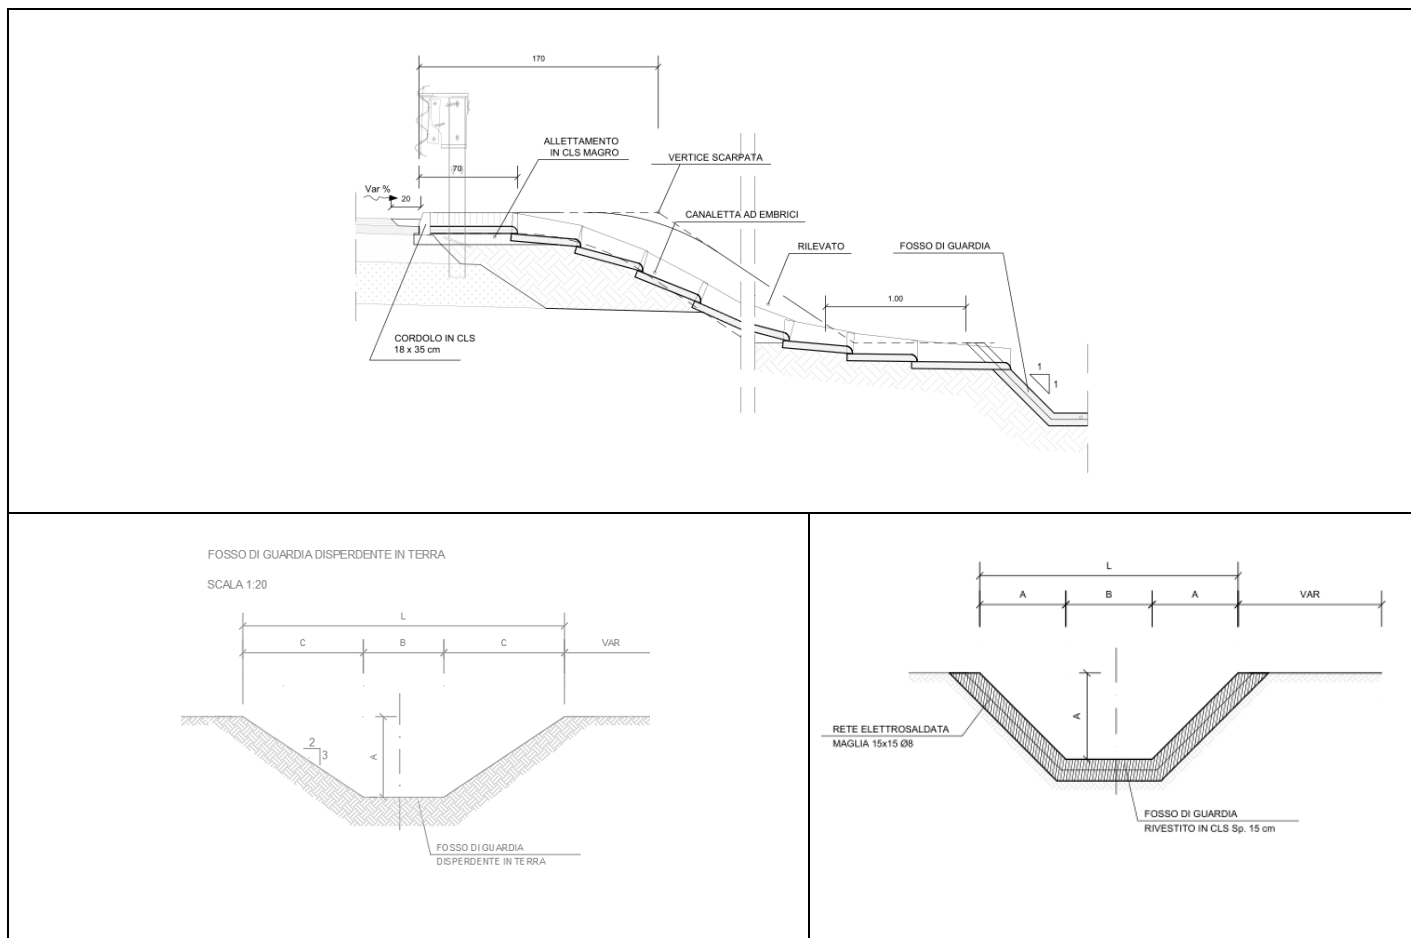 170
ALLETTAMENTO
IN CLS MAGRO
VERTICE SCARPATA
70
Var %
20
CANALETTA AD EMBRICI
RILEVATO
FOSSO DI GUARDIA
1.00
CORDOLO IN CLS
18 x 35 cm
1
1
FOSSO DI GUARDIA DISPERDENTE IN TERRA
SCALA 1:20
L
C B C VAR
2
3
A
FOSSO DI GUARDIA
DISPERDENTE IN TERRA
L
A B A VAR
A
RETE ELETTROSALDATA
MAGLIA 15x15 Ø8
FOSSO DI GUARDIA
RIVESTITO IN CLS Sp. 15 cm